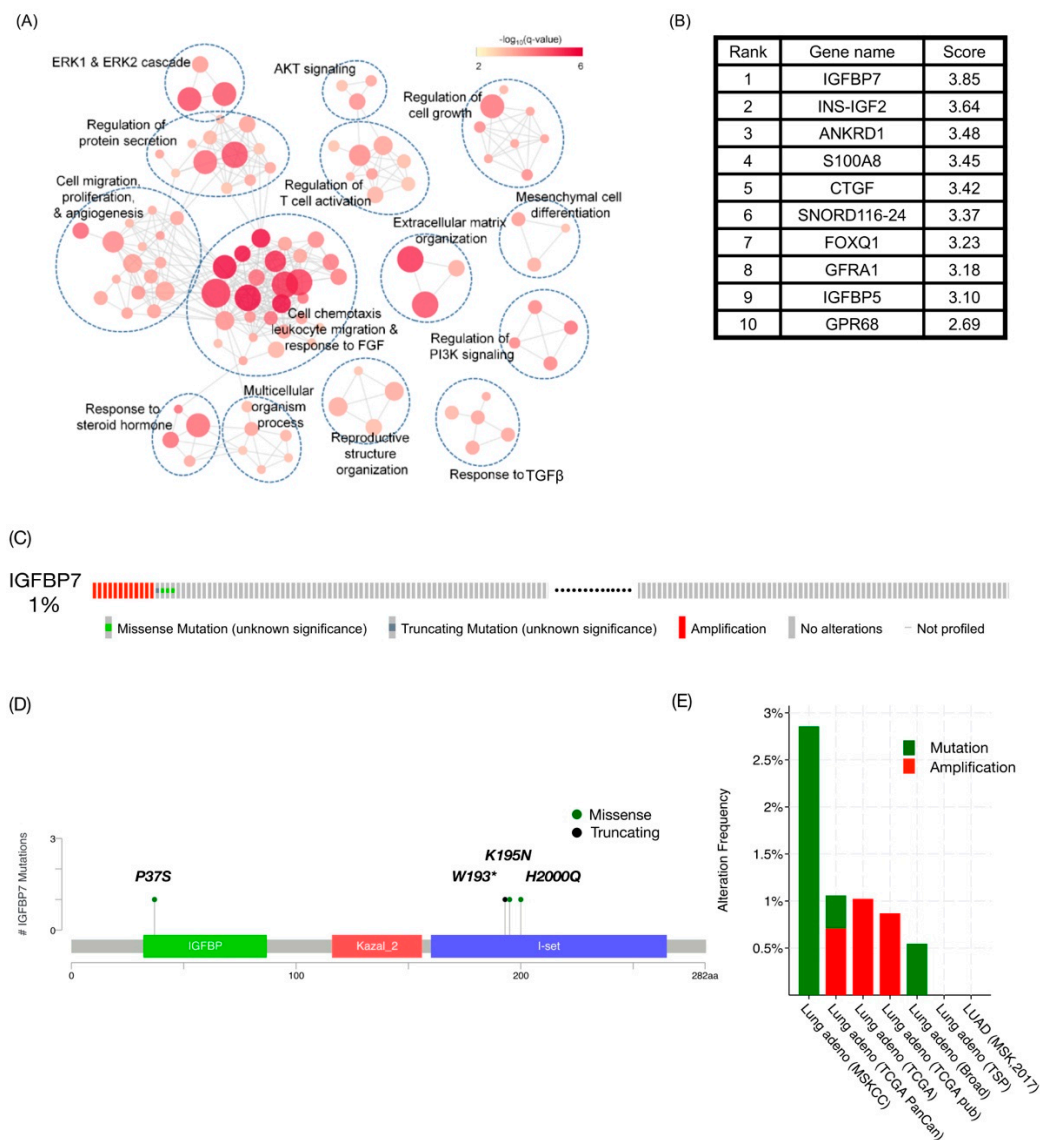 (A)
-log10(q-value)
2
6
ERK1 & ERK2 cascade
AKT signaling
Regulation of
cell growth
Regulation of
protein secretion
Cell migration,
proliferation,
& angiogenesis
Regulation of
T cell activation
Mesenchymal cell
differentiation
Extracellular matrix
organization
Cell chemotaxis
leukocyte migration &
response to FGF
Regulation of
PI3K signaling
Response to
steroid hormone
Multicellular
organism
process
Reproductive
structure
organization
Response to TGFβ
(B)
Rank Gene name Score
1 IGFBP7 3.85
2 INS-IGF2 3.64
3 ANKRD1 3.48
4 S100A8 3.45
5 CTGF 3.42
6 SNORD116-24 3.37
7 FOXQ1 3.23
8 GFRA1 3.18
9 IGFBP5 3.10
10 GPR68 2.69
(C)
IGFBP7
1%
Missense Mutation (unknown significance) Truncating Mutation (unknown significance) Amplification No alterations Not profiled
(D)
# IGFBP7 Mutations
3
0
Missense
Truncating
P37S
K195N
W193*
H2000Q
IGFBP
Kazal_2
I-set
0 100 200 282aa
(E)
Alteration Frequency
3%
2.5%
2%
1.5%
1%
0.5%
Mutation
Amplification
Lung adeno (MSKCC)
Lung adeno (TCGA PanCan)
Lung adeno (TCGA)
Lung adeno (TCGA pub)
Lung adeno (Broad)
Lung adeno (TSP)
LUAD (MSK,2017)